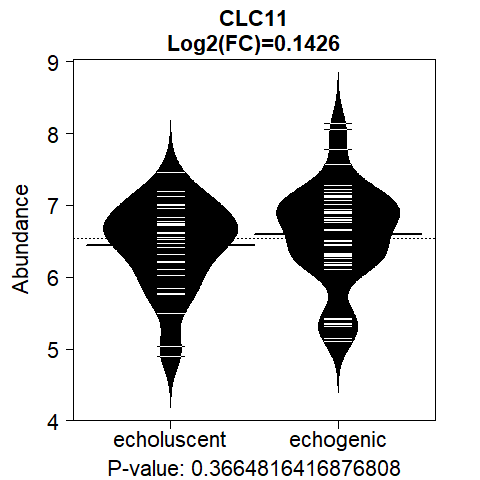 CLC11
Log2(FC)=0.1426
Abundance
9
8
7
6
5
4
echoluscent echogenic
P-value: 0.3664816416876808